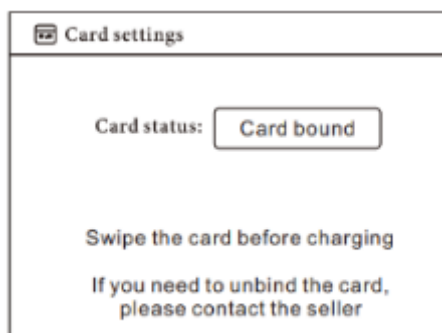 Card settings
Card status: Card bound
Swipe the card before charging
If you need to unbind the card,
please contact the seller